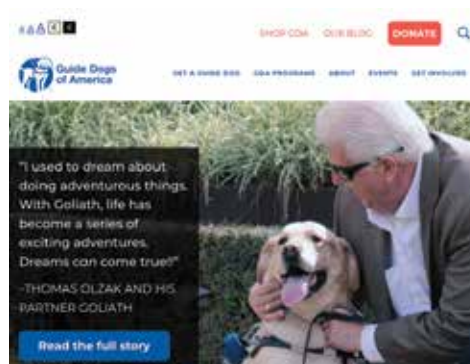 A A A
SHOP GDA OUR BLOG DONATE
Guide Dogs
of America
GET A GUIDE DOG GDA PROGRAMS ABOUT EVENTS GET INVOLVED
"I used to dream about
doing adventurous things.
With Goliath, life has
become a series of
exciting adventures.
Dreams can come true!!"
-THOMAS OLZAK AND HIS
PARTNER GOLIATH
Read the full story